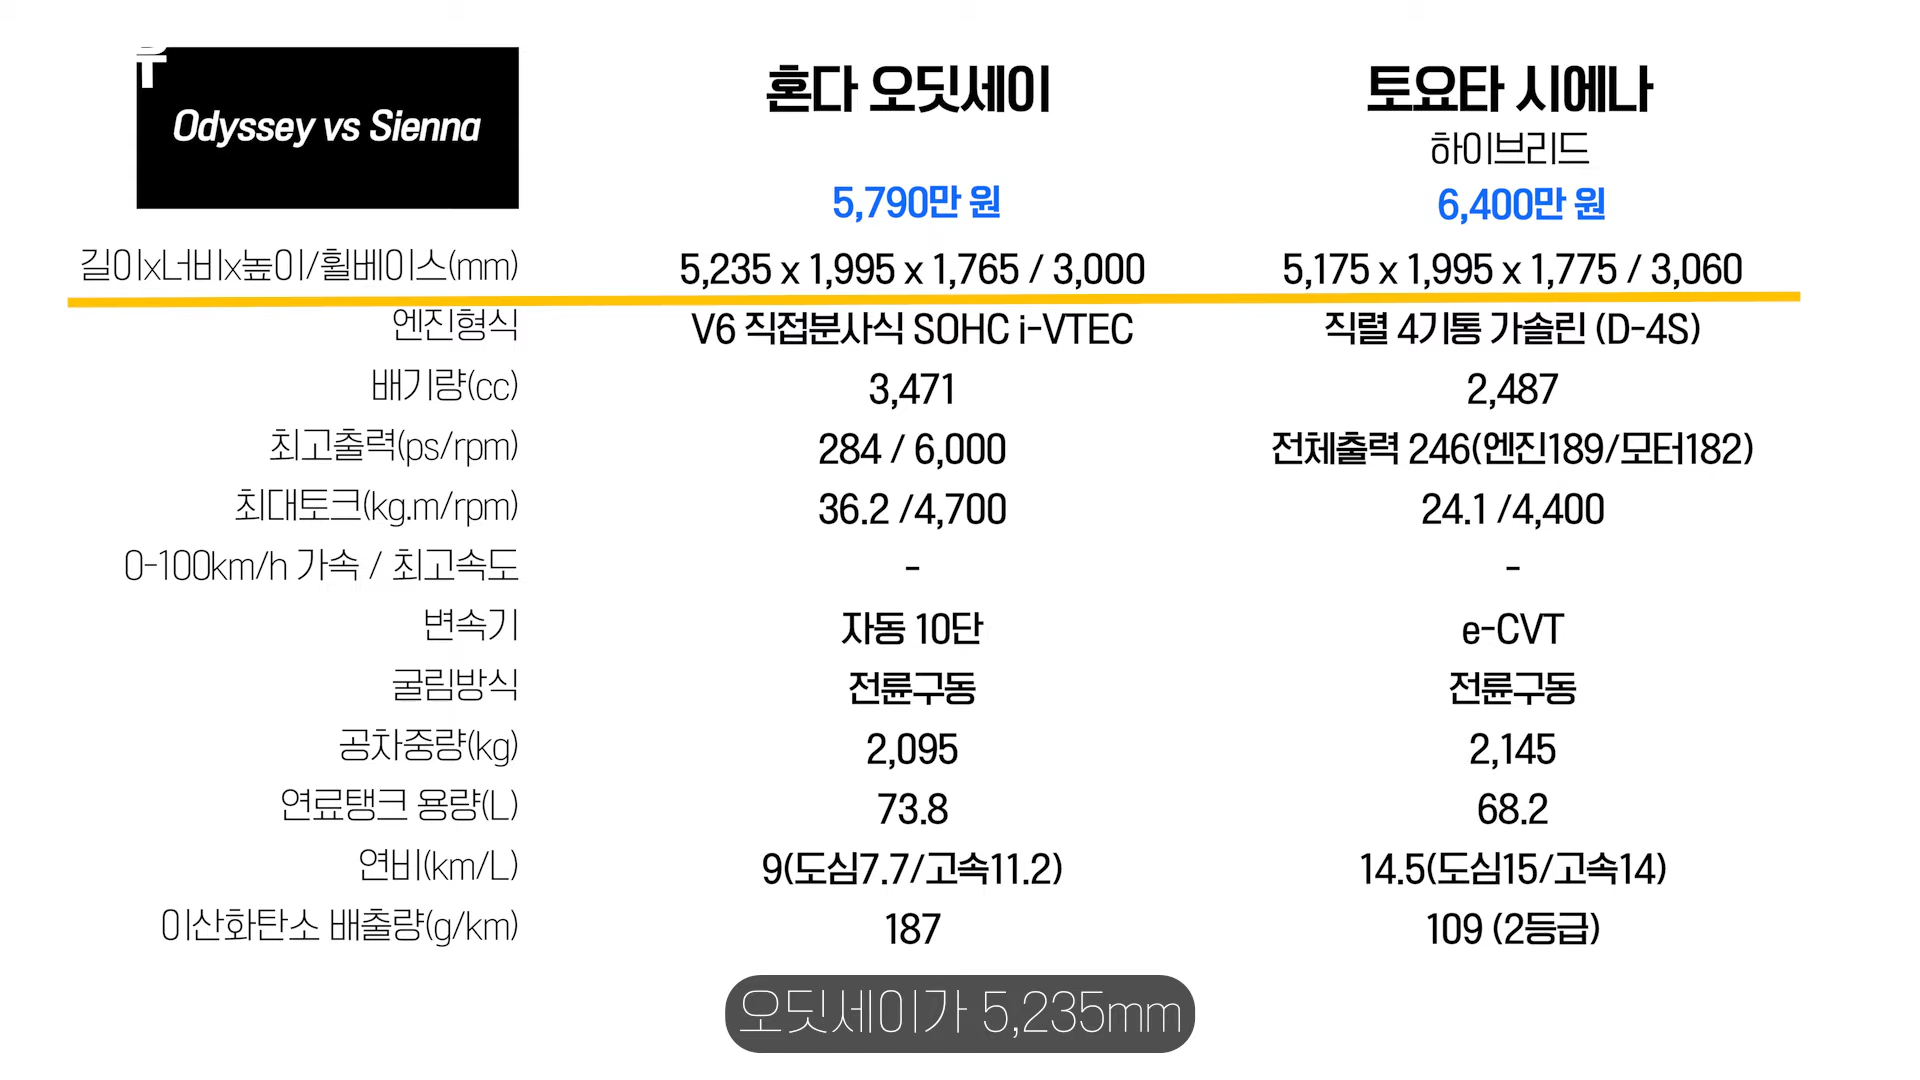 T
Odyssey vs Sienna
혼다 오딧세이
토요타 시에나
하이브리드
5,790만 원
6,400만 원
길이x너비x높이/휠베이스(mm) 5,235 x 1,995 x 1,765 / 3,000 5,175 x 1,995 x 1,775 / 3,060
엔진형식 V6 직접분사식 SOHC i-VTEC 직렬 4기통 가솔린 (D-4S)
배기량(cc) 3,471 2,487
최고출력(ps/rpm) 284 / 6,000 전체출력 246(엔진189/모터182)
최대토크(kg.m/rpm) 36.2 /4,700 24.1 /4,400
0-100km/h 가속 / 최고속도 - -
변속기 자동 10단 e-CVT
굴림방식 전륜구동 전륜구동
공차중량(kg) 2,095 2,145
연료탱크 용량(L) 73.8 68.2
연비(km/L) 9(도심7.7/고속11.2) 14.5(도심15/고속14)
이산화탄소 배출량(g/km) 187 109 (2등급)
오딧세이가 5,235mm